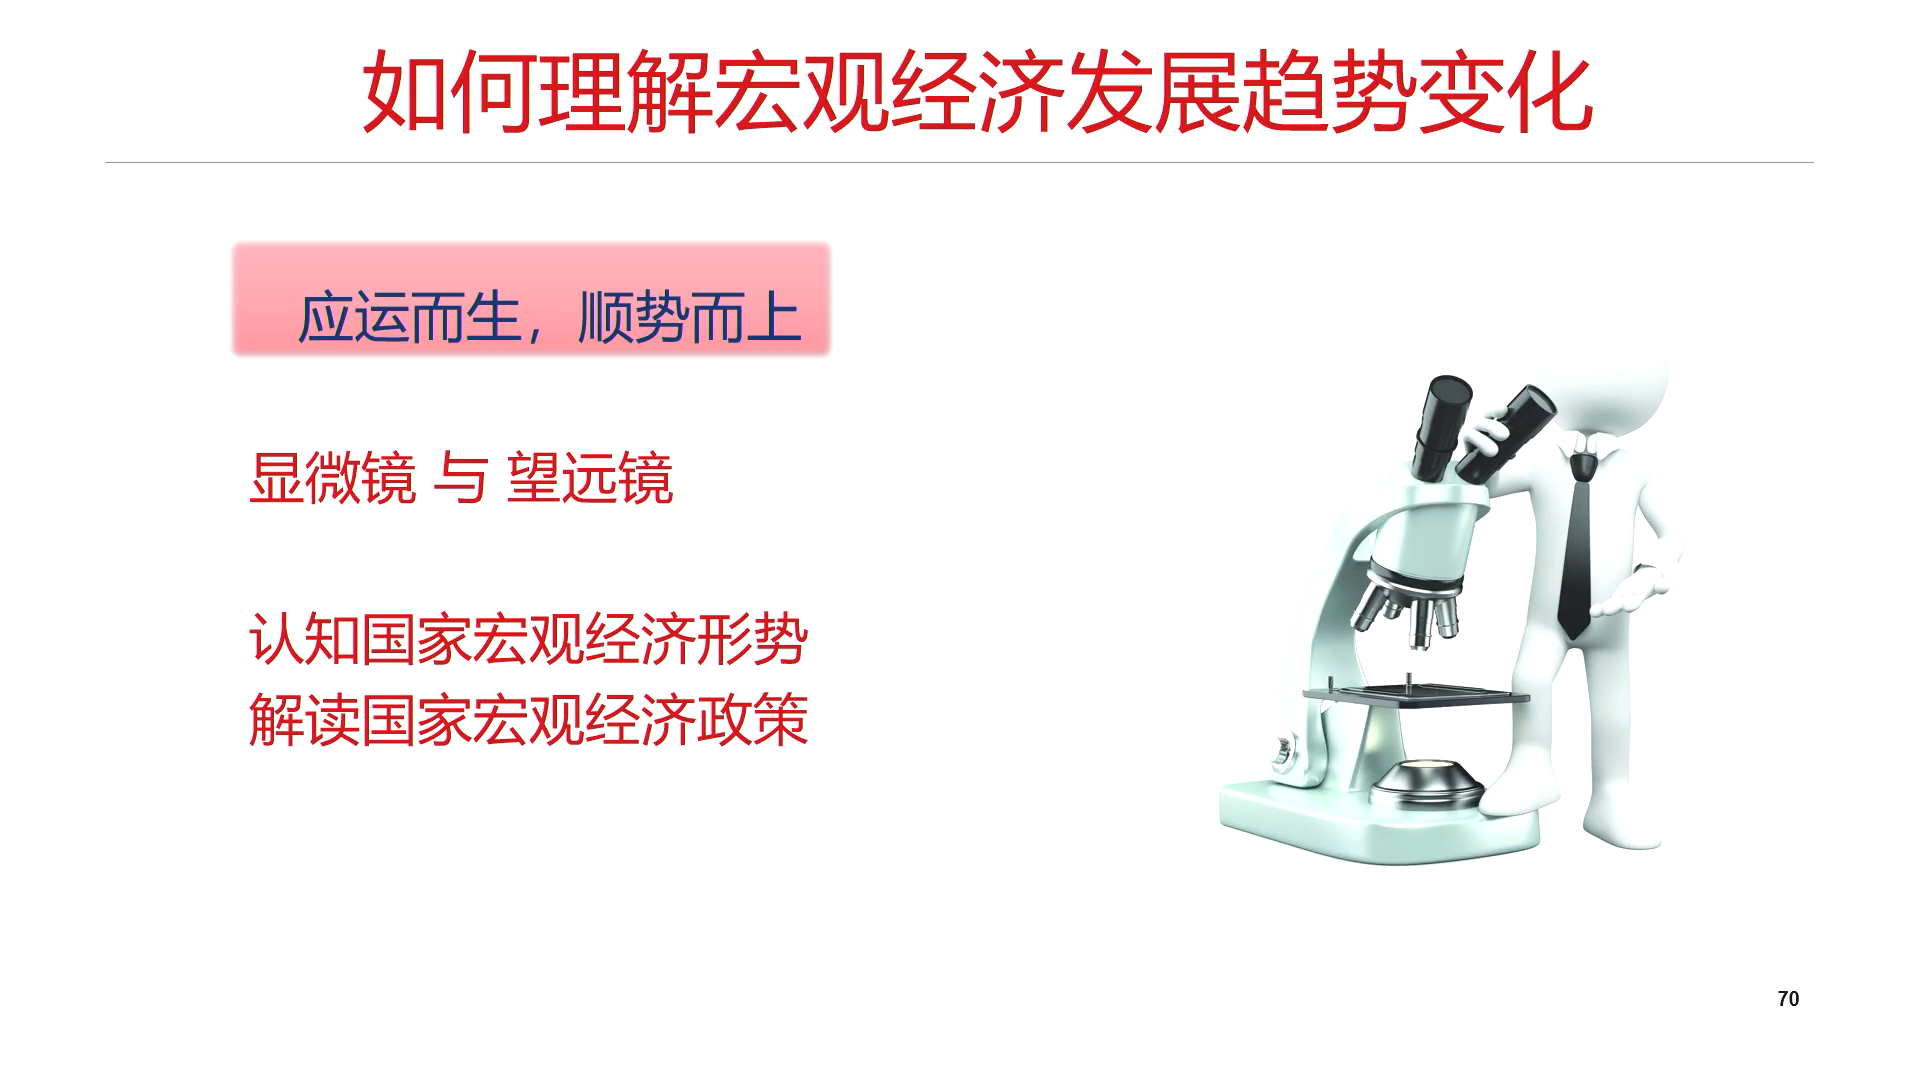 如何理解宏观经济发展趋势变化
应运而生，顺势而上
显微镜 与 望远镜
认知国家宏观经济形势
解读国家宏观经济政策
70